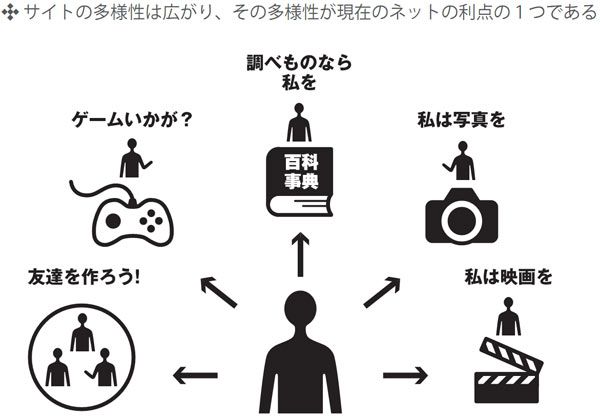 サイトの多様性は広がり、その多様性が現在のネットの利点の１つである
調べものなら
私を
ゲームいかが？
私は写真を
百科
事典
友達を作ろう!
私は映画を